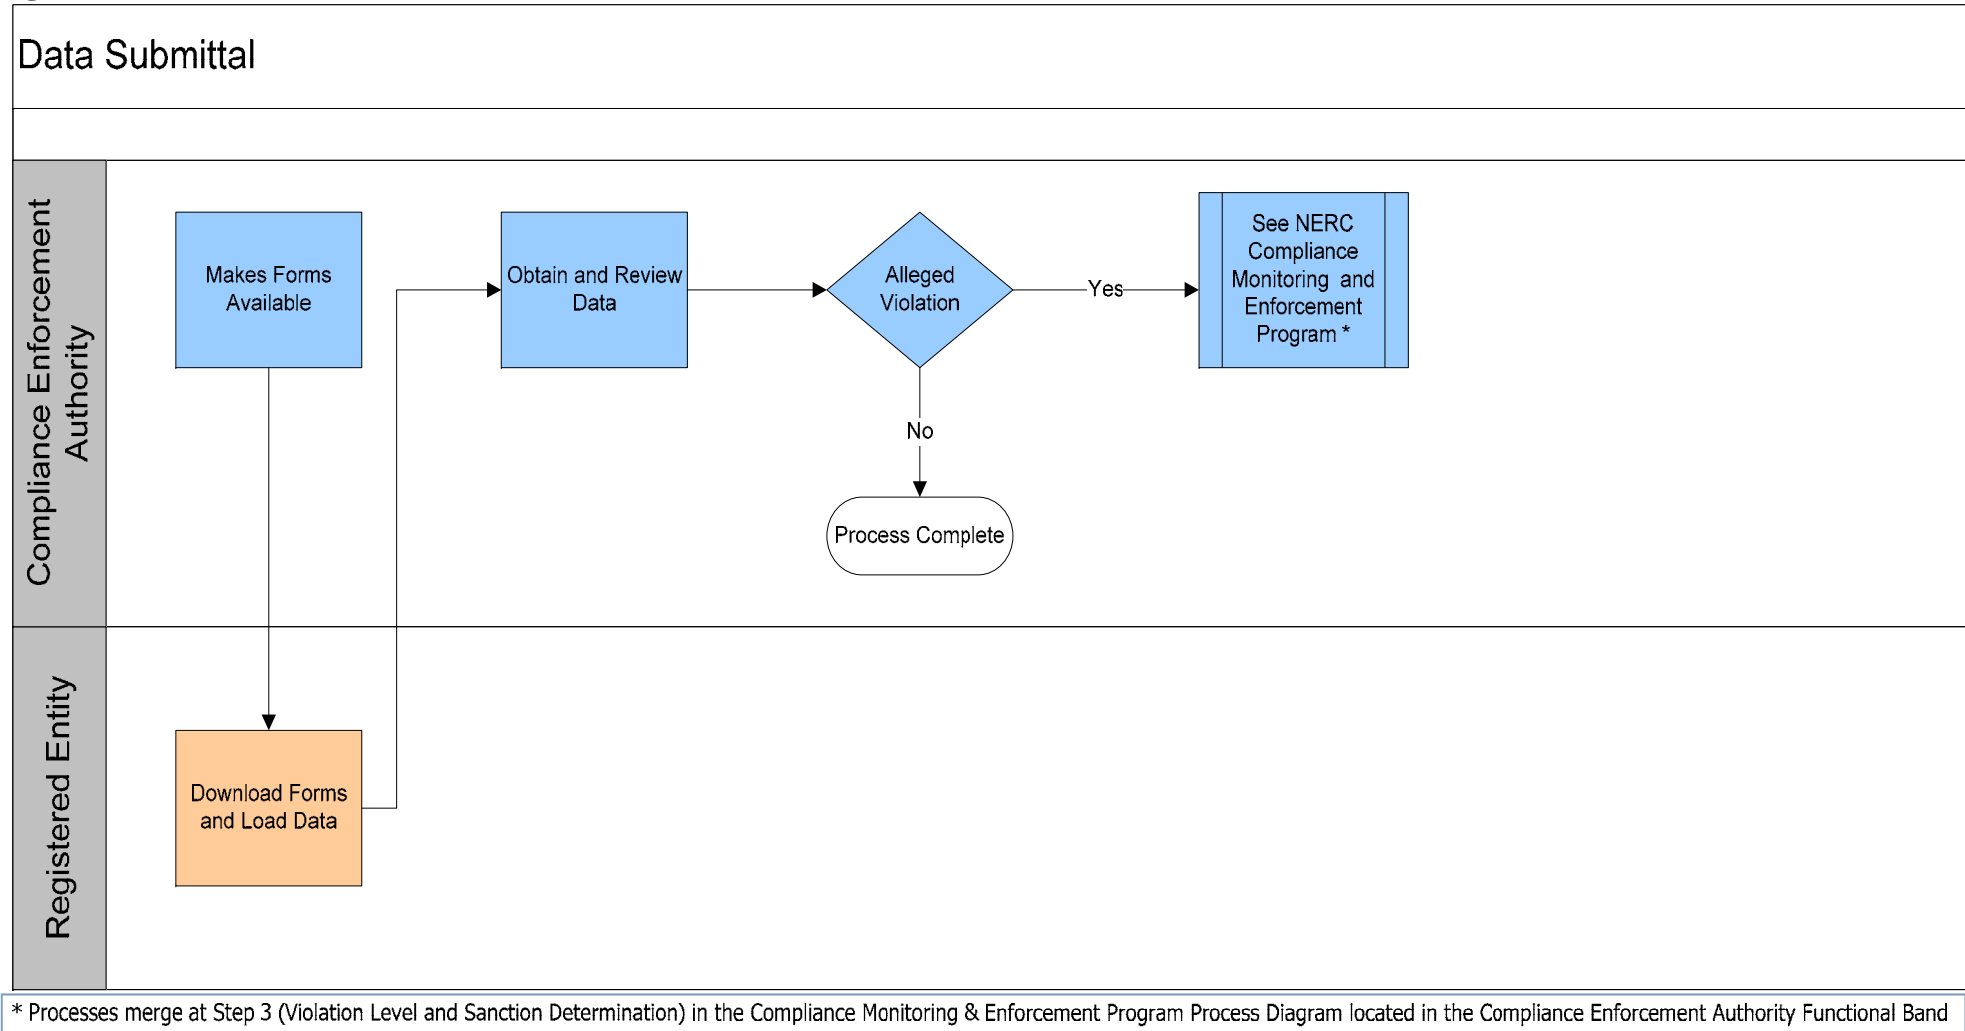 Data Submittal
Compliance Enforcement
Authority
Makes Forms
Available
Obtain and Review
Data
Alleged
Violation
Yes
See NERC
Compliance
Monitoring and
Enforcement
Program *
No
Process Complete
Registered Entity
Download Forms
and Load Data
* Processes merge at Step 3 (Violation Level and Sanction Determination) in the Compliance Monitoring & Enforcement Program Process Diagram located in the Compliance Enforcement Authority Functional Band